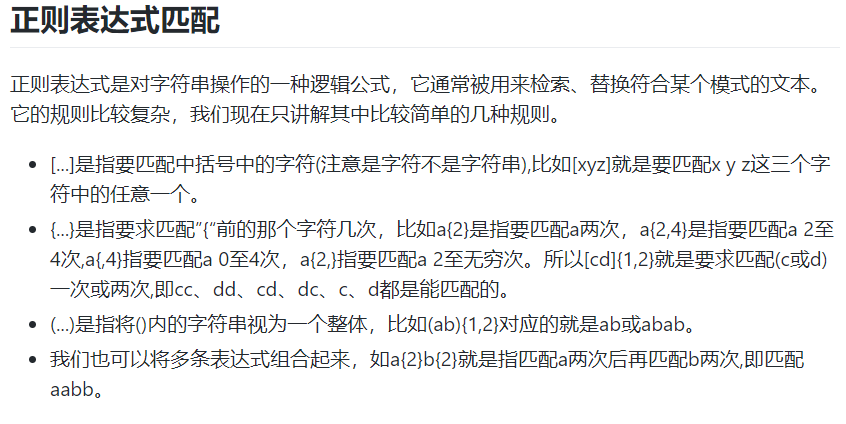 正则表达式匹配
正则表达式是对字符串操作的一种逻辑公式，它通常被用来检索、替换符合某个模式的文本。
它的规则比较复杂，我们现在只讲解其中比较简单的几种规则。
• [...]是指要匹配中括号中的字符(注意是字符不是字符串),比如[xyz]就是要匹配x y z这三个字
符中的任意一个。
• {...}是指要求匹配”{“前的那个字符几次，比如a{2}是指要匹配a两次，a{2,4}是指要匹配a 2至
4次,a{,4}指要匹配a 0至4次，a{2,}指要匹配a 2至无穷次。所以[cd]{1,2}就是要求匹配(c或d)
一次或两次,即cc、dd、cd、dc、c、d都是能匹配的。
• (...)是指将()内的字符串视为一个整体，比如(ab){1,2}对应的就是ab或abab。
• 我们也可以将多条表达式组合起来，如a{2}b{2}就是指匹配a两次后再匹配b两次,即匹配
aabb。